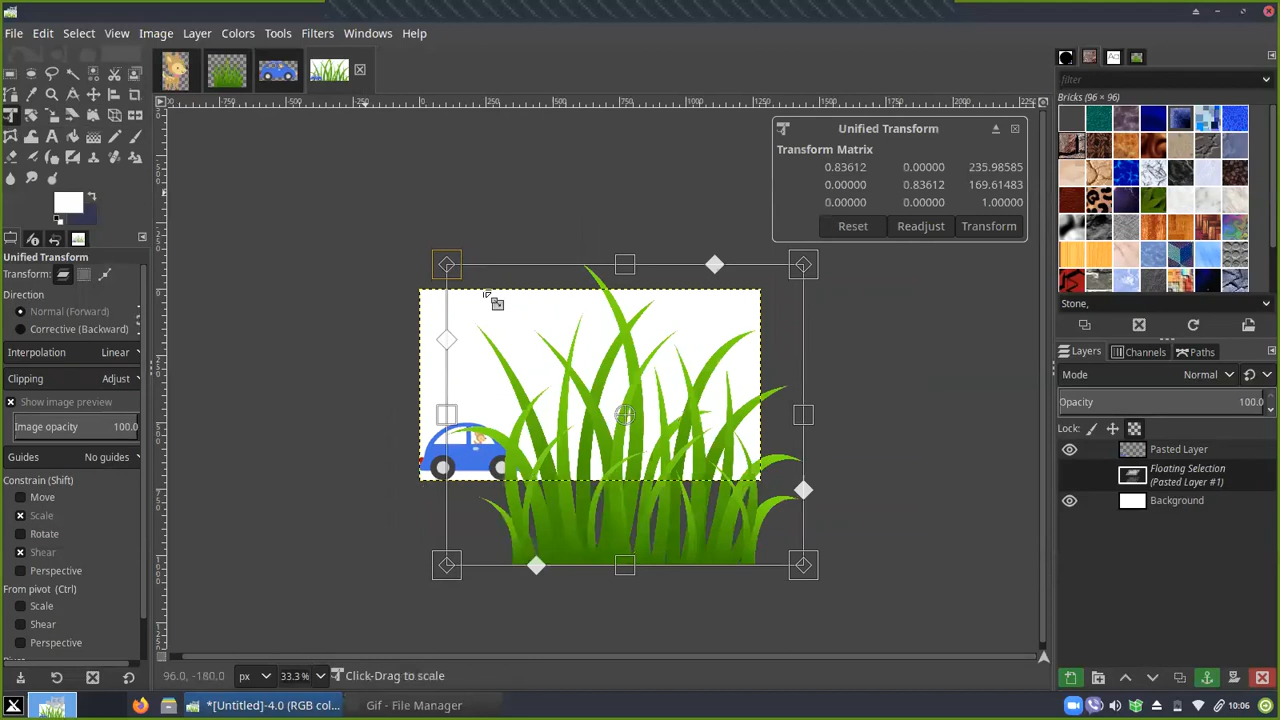 File Edit Select View Image Layer Colors Tools Filters Windows Help
filter
Bricks (96 × 96)
Unified Transform
Transform Matrix
0.83612 0.00000 235.98585
0.00000 0.83612 169.61483
0.00000 0.00000 1.00000
Reset Readjust Transform
Unified Transform
Transform:
Direction
Normal (Forward)
Corrective (Backward)
Interpolation Linear
Clipping Adjust
Show image preview
Image opacity 100.0
Guides No guides
Constrain (Shift)
Move
Scale
Rotate
Shear
Perspective
From pivot (Ctrl)
Scale
Shear
Perspective
Stone,
Layers Channels Paths
Mode Normal
Opacity 100.0
Lock:
Pasted Layer
Floating Selection
(Pasted Layer #1)
Background
96.0, -180.0 px 33.3 % Click-Drag to scale
*[Untitled]-4.0 (RGB col... Gif - File Manager 10:06